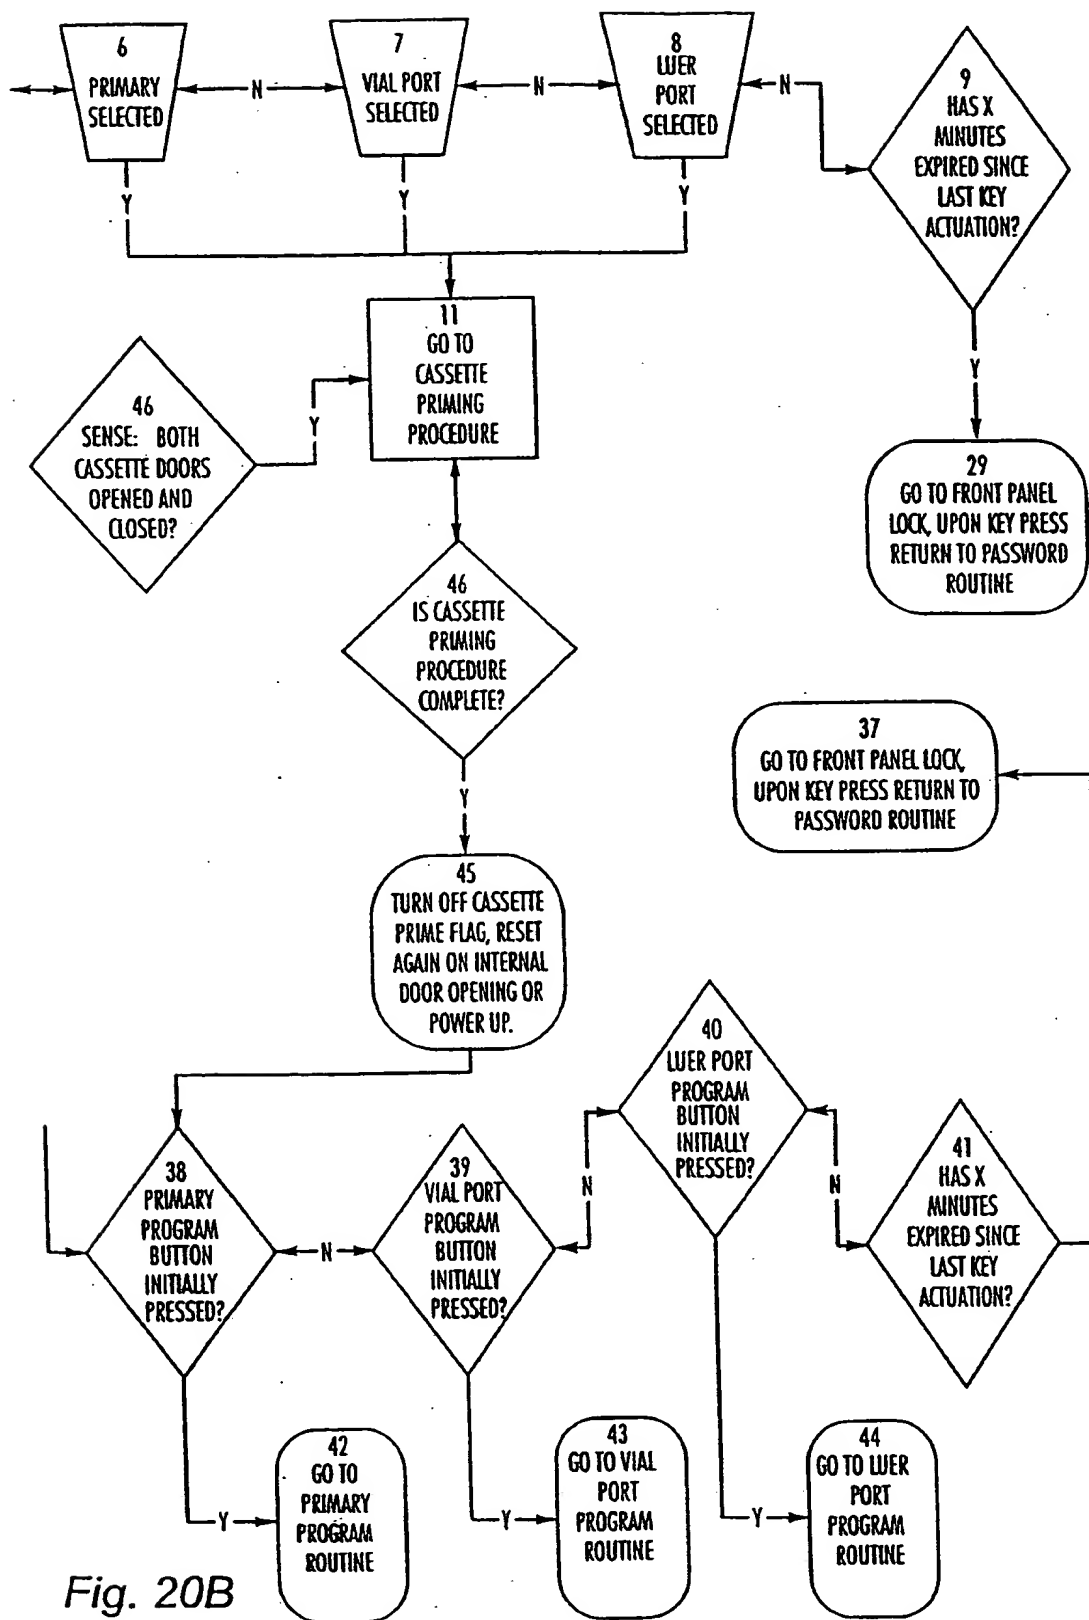 6
PRIMARY
SELECTED
N
7
VIAL PORT
SELECTED
N
8
LUER
PORT
SELECTED
N
9
HAS X
MINUTES
EXPIRED SINCE
LAST KEY
ACTUATION?
Y
Y
Y
Y
11
GO TO
CASSETTE
PRIMING
PROCEDURE
46
SENSE: BOTH
CASSETTE DOORS
OPENED AND
CLOSED?
Y
29
GO TO FRONT PANEL
LOCK, UPON KEY PRESS
RETURN TO PASSWORD
ROUTINE
46
IS CASSETTE
PRIMING
PROCEDURE
COMPLETE?
Y
37
GO TO FRONT PANEL LOCK,
UPON KEY PRESS RETURN TO
PASSWORD ROUTINE
45
TURN OFF CASSETTE
PRIME FLAG, RESET
AGAIN ON INTERNAL
DOOR OPENING OR
POWER UP.
38
PRIMARY
PROGRAM
BUTTON
INITIALLY
PRESSED?
N
39
VIAL PORT
PROGRAM
BUTTON
INITIALLY
PRESSED?
N
40
LUER PORT
PROGRAM
BUTTON
INITIALLY
PRESSED?
N
41
HAS X
MINUTES
EXPIRED SINCE
LAST KEY
ACTUATION?
Y
42
GO TO
PRIMARY
PROGRAM
ROUTINE
Y
43
GO TO VIAL
PORT
PROGRAM
ROUTINE
Y
44
GO TO LUER
PORT
PROGRAM
ROUTINE
Fig. 20B